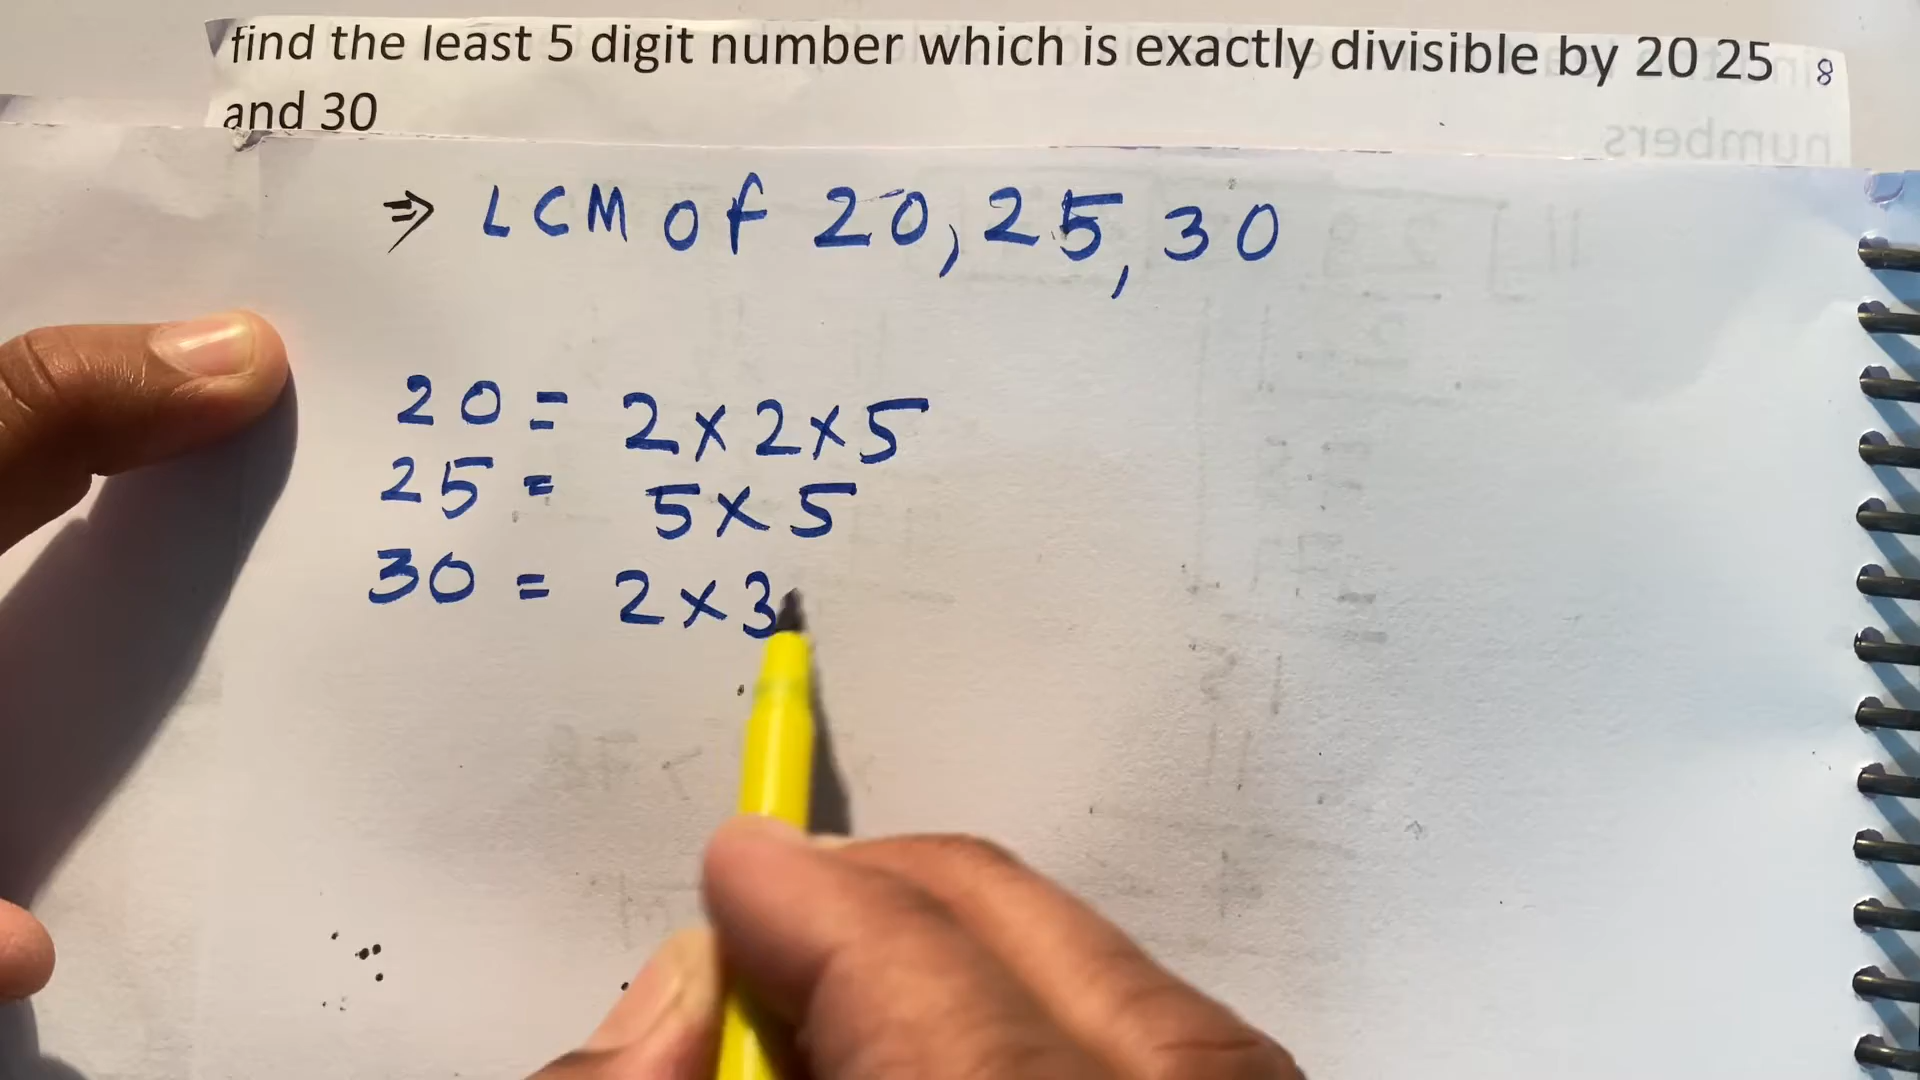 find the least 5 digit number which is exactly divisible by 20 25 8
and 30
numbers
⇒ LCM of 20, 25, 30
20 = 2 × 2 × 5
25 = 5 × 5
30 = 2 × 3